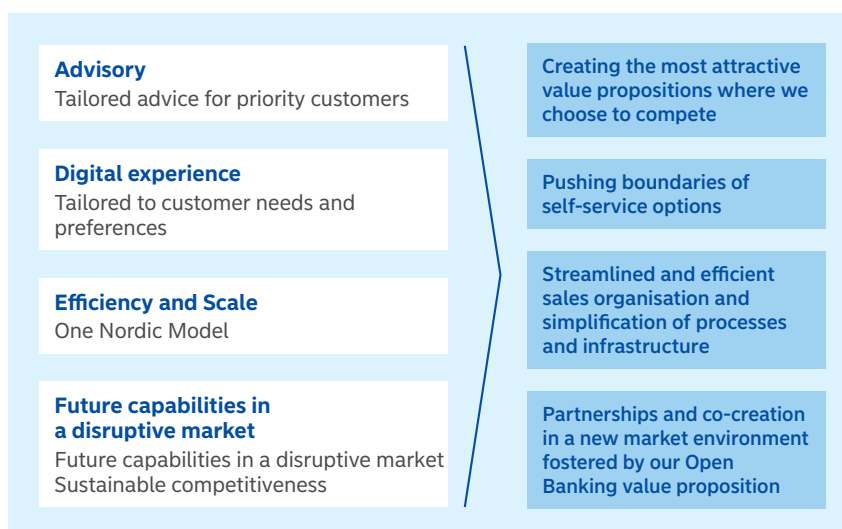 Advisory
Tailored advice for priority customers
Digital experience
Tailored to customer needs and
preferences
Efficiency and Scale
One Nordic Model
Future capabilities in
a disruptive market
Future capabilities in a disruptive market
Sustainable competitiveness
Creating the most attractive
value propositions where we
choose to compete
Pushing boundaries of
self-service options
Streamlined and efficient
sales organisation and
simplification of processes
and infrastructure
Partnerships and co-creation
in a new market environment
fostered by our Open
Banking value proposition